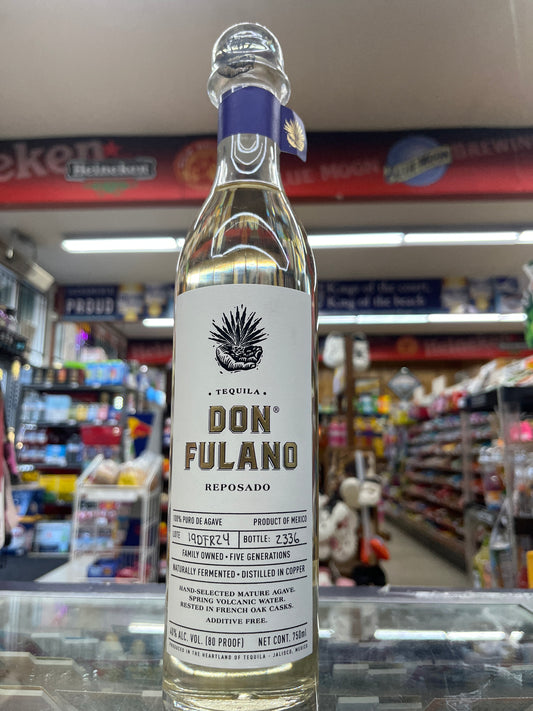 eken
Heineken
BLUE MOON
BREWING
PROUD
Kings of the court,
King of the beach
• TEQUILA •
DON®
FULANO
REPOSADO
100% PURO DE AGAVE PRODUCT OF MEXICO
LOTE 19DFR24 BOTTLE: 2336
FAMILY OWNED • FIVE GENERATIONS
NATURALLY FERMENTED • DISTILLED IN COPPER
HAND-SELECTED MATURE AGAVE.
SPRING VOLCANIC WATER.
RESTED IN FRENCH OAK CASKS.
ADDITIVE FREE.
40% ALC. VOL. (80 PROOF) NET CONT. 750ml
PRODUCED IN THE HEARTLAND OF TEQUILA - JALISCO, MEXICO